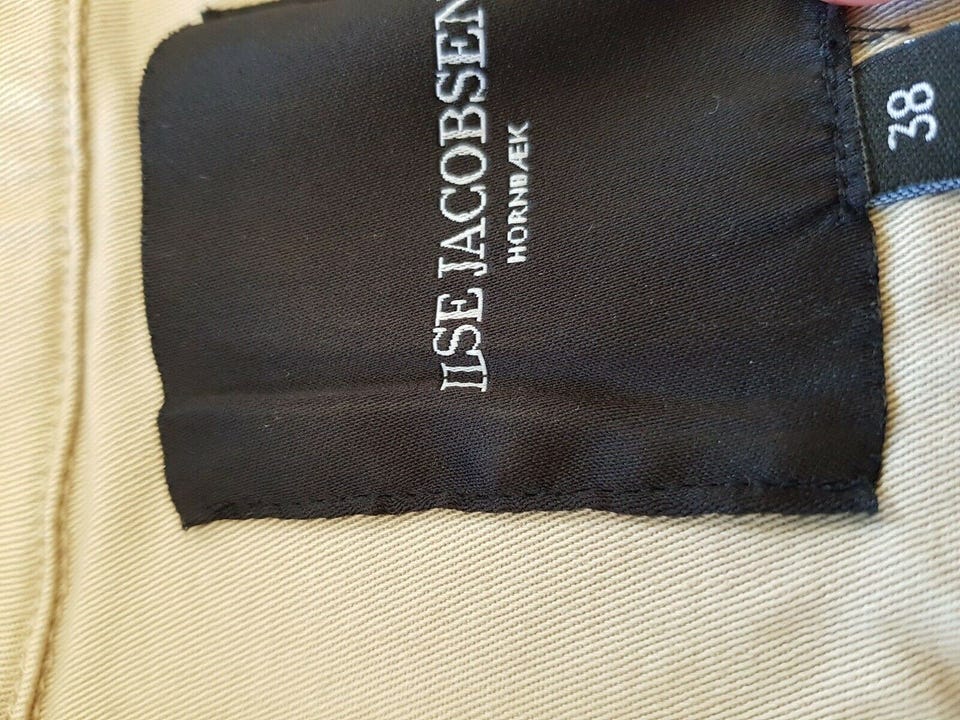 ILSE JACOBSEN
HORNBÆK
38